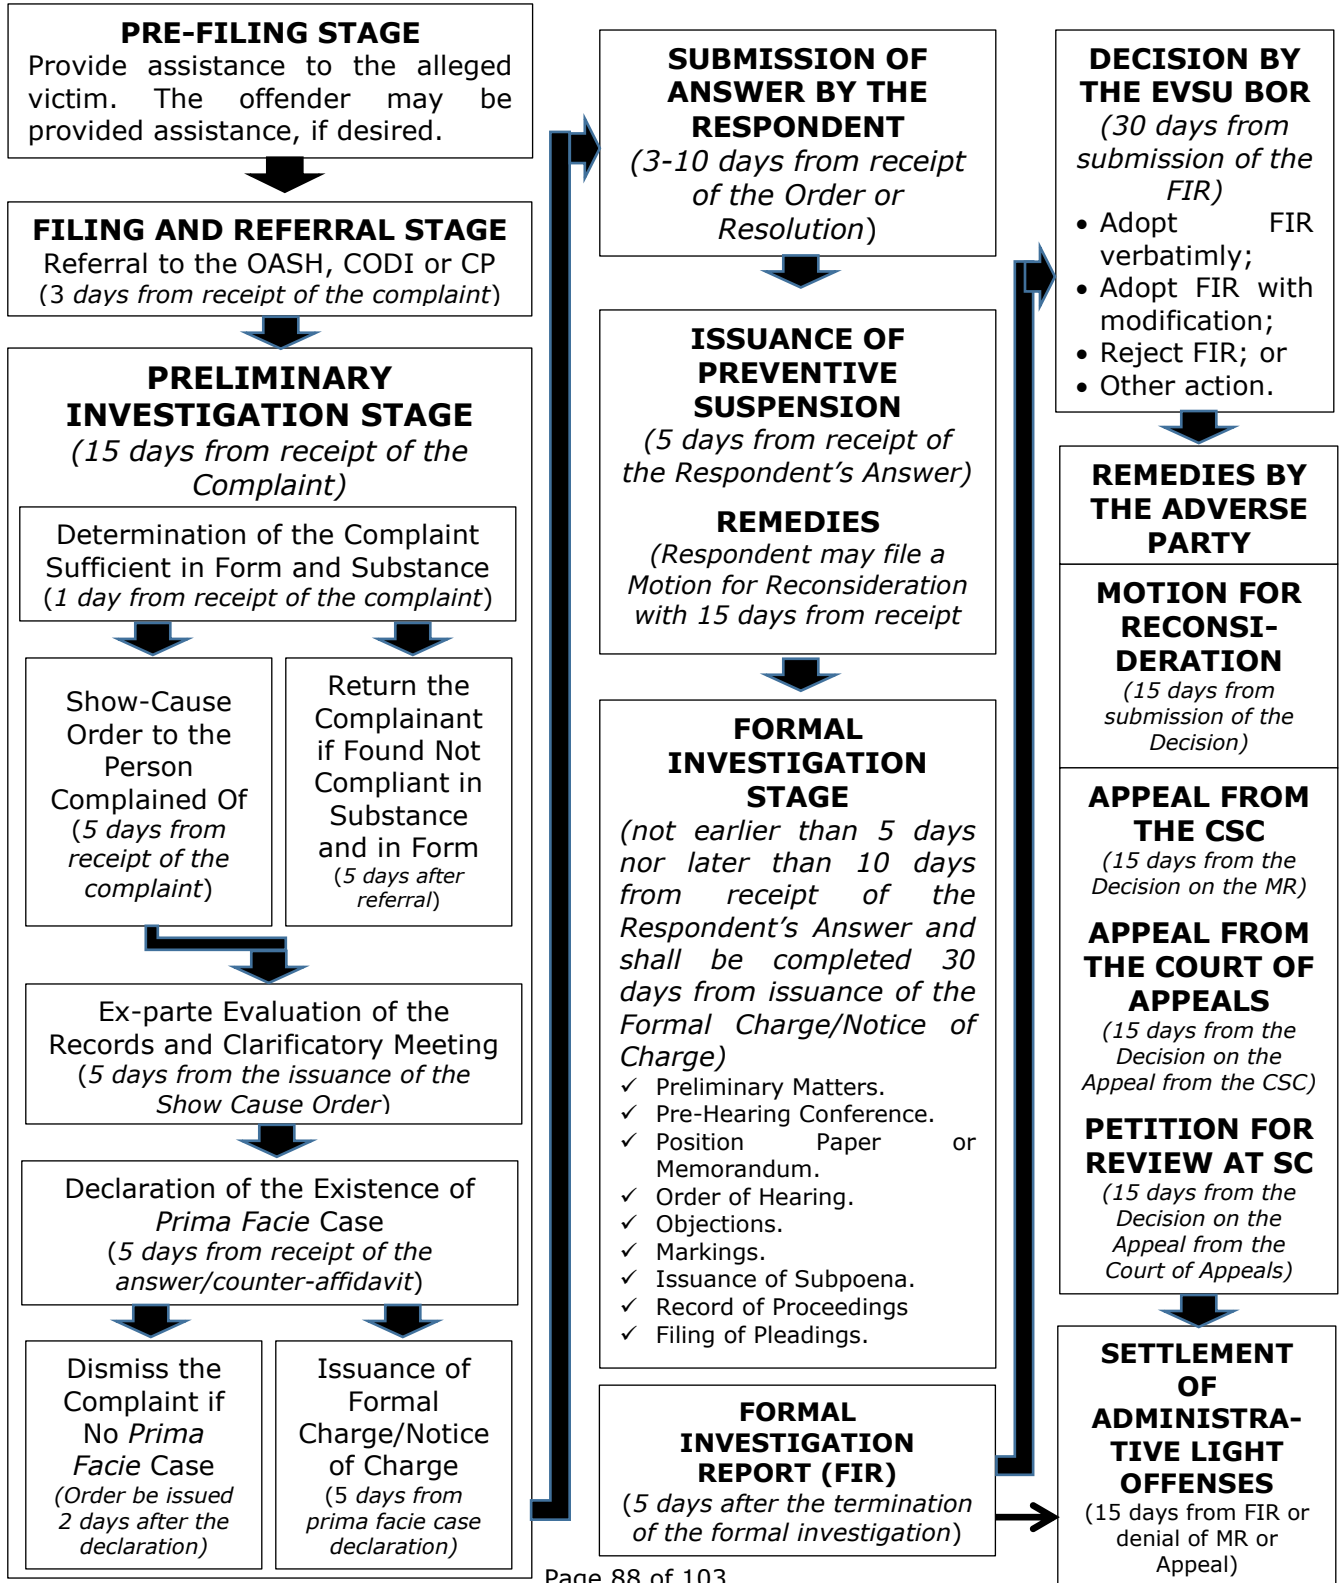 PRE-FILING STAGE
Provide assistance to the alleged
victim. The offender may be
provided assistance, if desired.
FILING AND REFERRAL STAGE
Referral to the OASH, CODI or CP
(3 days from receipt of the complaint)
PRELIMINARY
INVESTIGATION STAGE
(15 days from receipt of the
Complaint)
Determination of the Complaint
Sufficient in Form and Substance
(1 day from receipt of the complaint)
Show-Cause
Order to the
Person
Complained Of
(5 days from
receipt of the
complaint)
Return the
Complainant
if Found Not
Compliant in
Substance
and in Form
(5 days after
referral)
Ex-parte Evaluation of the
Records and Clarificatory Meeting
(5 days from the issuance of the
Show Cause Order)
Declaration of the Existence of
Prima Facie Case
(5 days from receipt of the
answer/counter-affidavit)
Dismiss the
Complaint if
No Prima
Facie Case
(Order be issued
2 days after the
declaration)
Issuance of
Formal
Charge/Notice
of Charge
(5 days from
prima facie case
declaration)
SUBMISSION OF
ANSWER BY THE
RESPONDENT
(3-10 days from receipt
of the Order or
Resolution)
ISSUANCE OF
PREVENTIVE
SUSPENSION
(5 days from receipt of
the Respondent's Answer)
REMEDIES
(Respondent may file a
Motion for Reconsideration
with 15 days from receipt
FORMAL
INVESTIGATION
STAGE
(not earlier than 5 days
nor later than 10 days
from receipt of the
Respondent's Answer and
shall be completed 30
days from issuance of the
Formal Charge/Notice of
Charge)
✓ Preliminary Matters.
✓ Pre-Hearing Conference.
✓ Position Paper or
Memorandum.
✓ Order of Hearing.
✓ Objections.
✓ Markings.
✓ Issuance of Subpoena.
✓ Record of Proceedings
✓ Filing of Pleadings.
FORMAL
INVESTIGATION
REPORT (FIR)
(5 days after the termination
of the formal investigation)
DECISION BY
THE EVSU BOR
(30 days from
submission of the
FIR)
• Adopt FIR
verbatimly;
• Adopt FIR with
modification;
• Reject FIR; or
• Other action.
REMEDIES BY
THE ADVERSE
PARTY
MOTION FOR
RECONSI-
DERATION
(15 days from
submission of the
Decision)
APPEAL FROM
THE CSC
(15 days from the
Decision on the MR)
APPEAL FROM
THE COURT OF
APPEALS
(15 days from the
Decision on the
Appeal from the CSC)
PETITION FOR
REVIEW AT SC
(15 days from the
Decision on the
Appeal from the
Court of Appeals)
SETTLEMENT
OF
ADMINISTRA-
TIVE LIGHT
OFFENSES
(15 days from FIR or
denial of MR or
Appeal)
Page 88 of 103